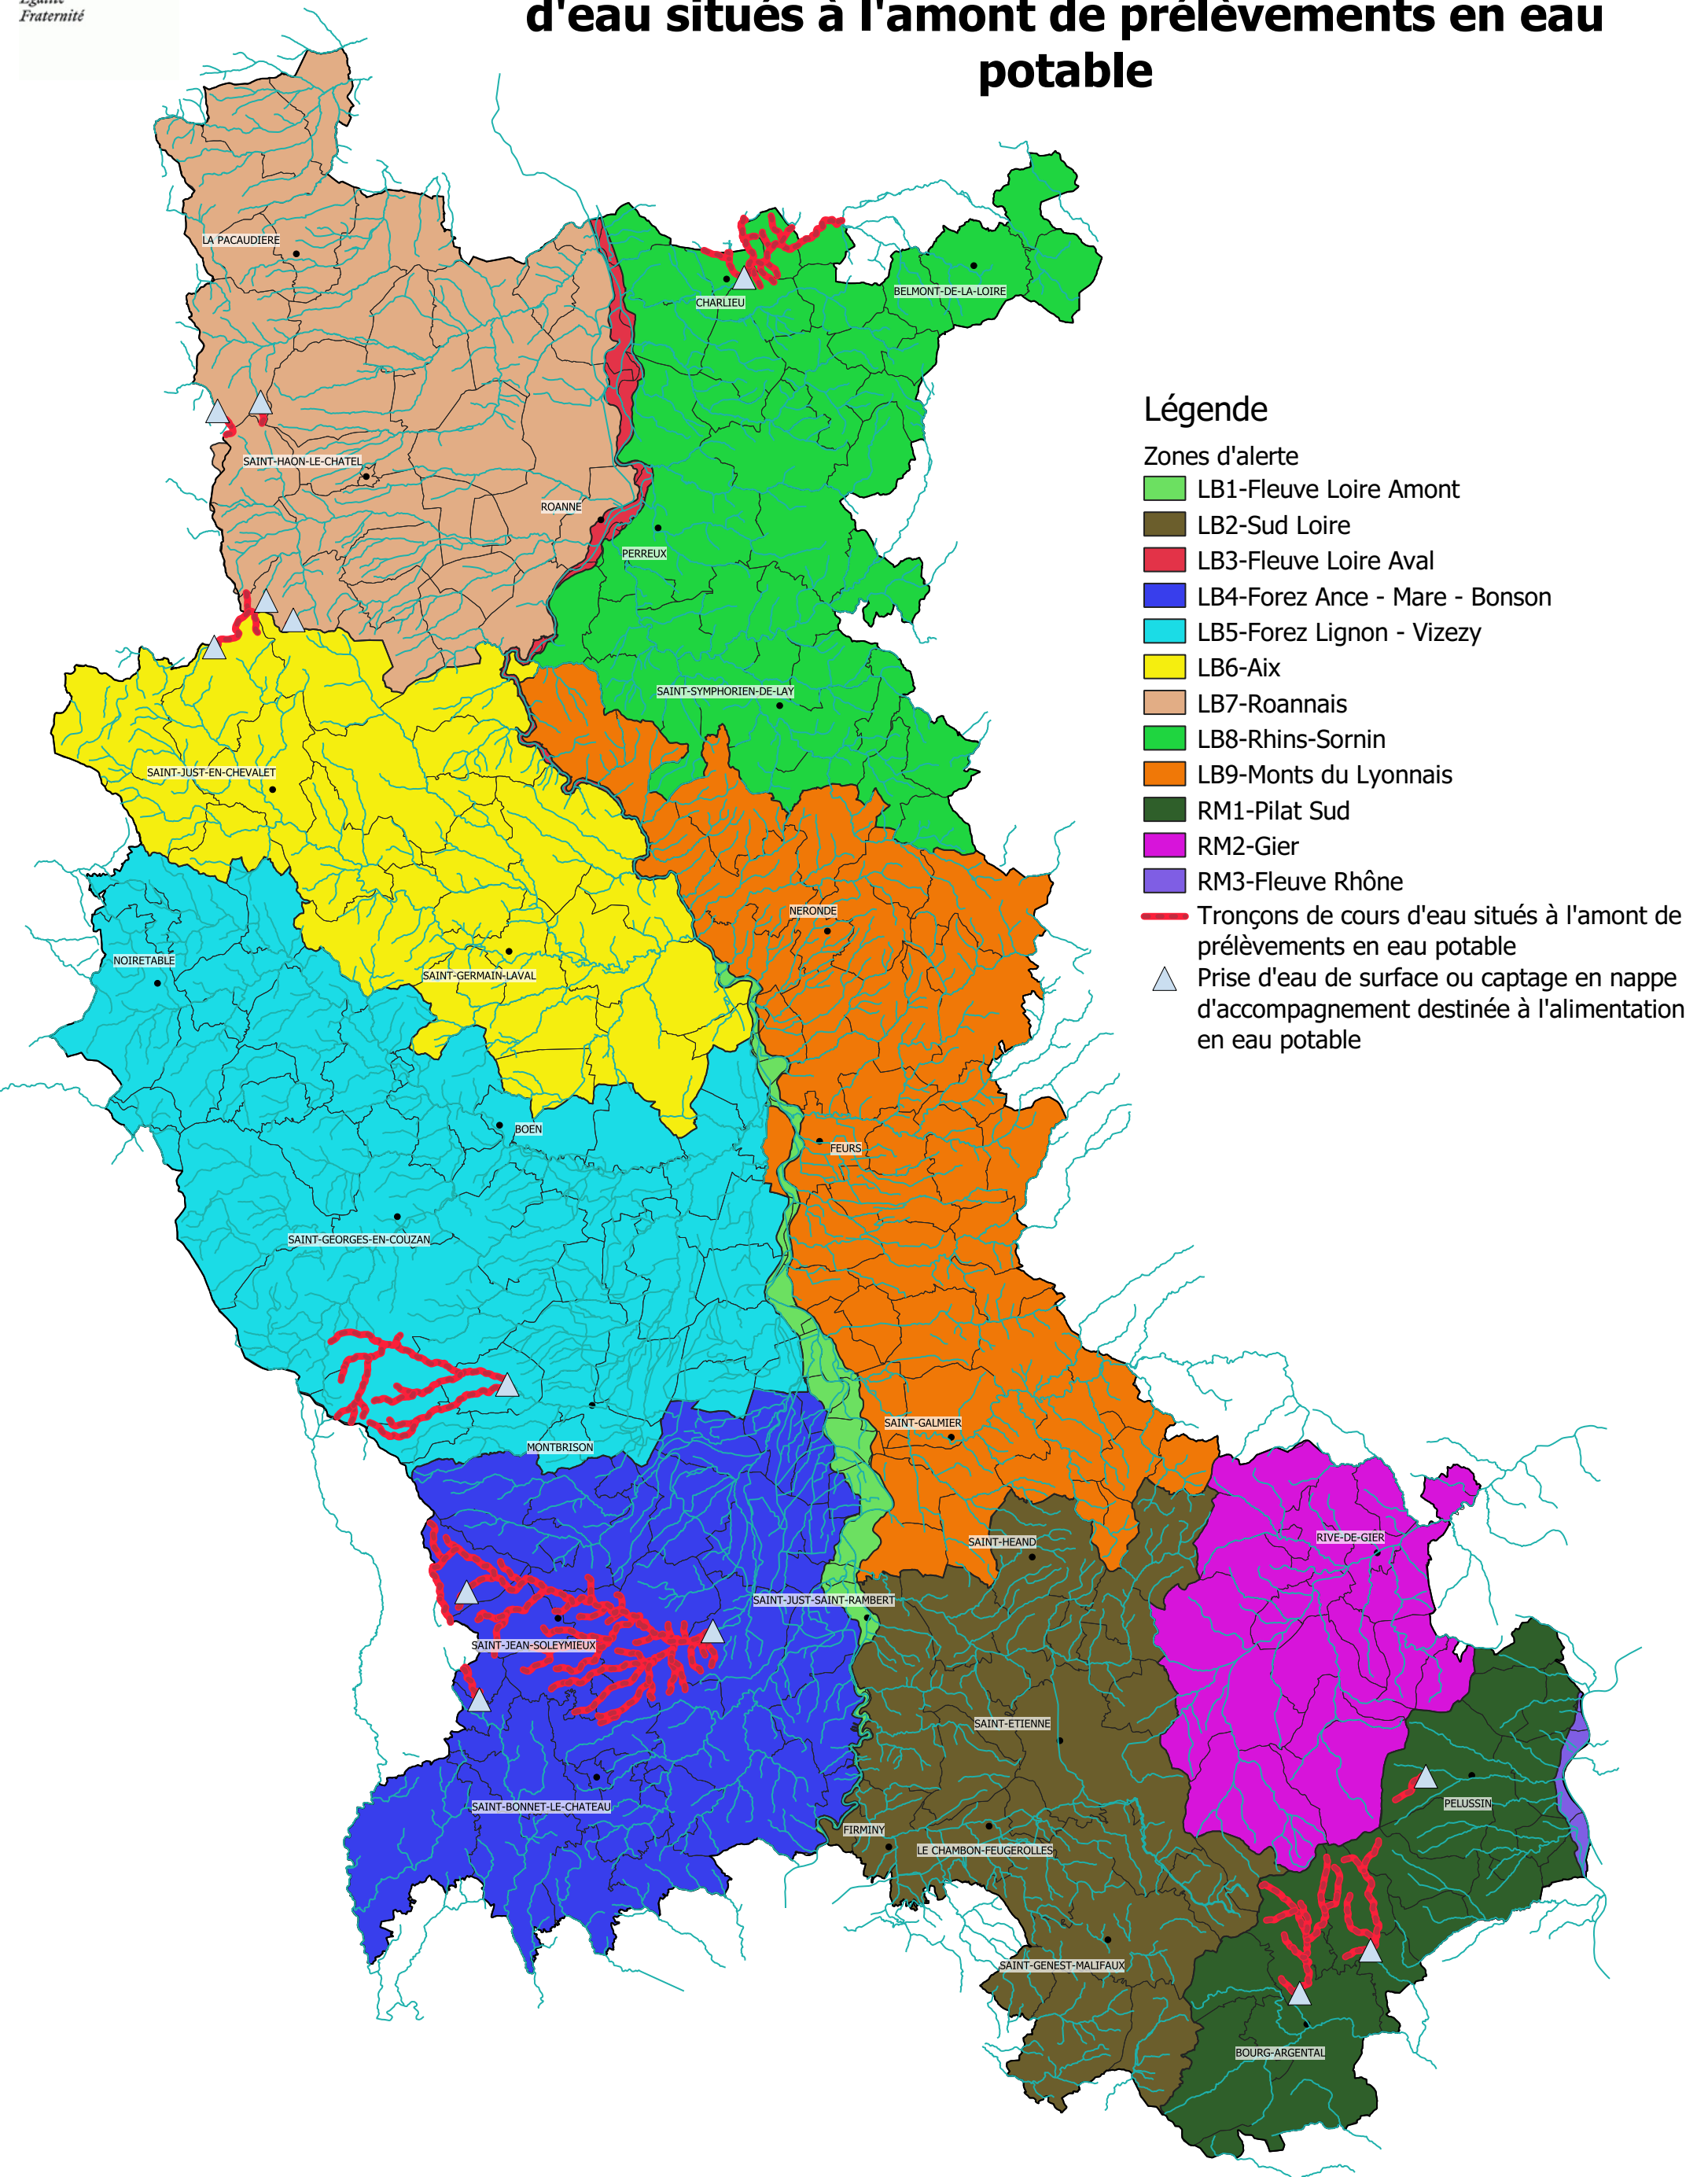 Fraternité
d'eau situés à l'amont de prélèvements en eau
potable
LA PACAUDIERE
CHARLIEU
BELMONT-DE-LA-LOIRE
SAINT-HAON-LE-CHATEL
ROANNE
PERREUX
SAINT-SYMPHORIEN-DE-LAY
SAINT-JUST-EN-CHEVALET
NERONDE
NOIRETABLE
SAINT-GERMAIN-LAVAL
BOËN
FEURS
SAINT-GEORGES-EN-COUZAN
SAINT-GALMIER
MONTBRISON
RIVE-DE-GIER
SAINT-HEAND
SAINT-JUST-SAINT-RAMBERT
SAINT-JEAN-SOLEYMIEUX
SAINT-ETIENNE
PELUSSIN
SAINT-BONNET-LE-CHATEAU
FIRMINY
LE CHAMBON-FEUGEROLLES
SAINT-GENEST-MALIFAUX
BOURG-ARGENTAL
Légende
Zones d'alerte
LB1-Fleuve Loire Amont
LB2-Sud Loire
LB3-Fleuve Loire Aval
LB4-Forez Ance - Mare - Bonson
LB5-Forez Lignon - Vizezy
LB6-Aix
LB7-Roannais
LB8-Rhins-Sornin
LB9-Monts du Lyonnais
RM1-Pilat Sud
RM2-Gier
RM3-Fleuve Rhône
Tronçons de cours d'eau situés à l'amont de
prélèvements en eau potable
Prise d'eau de surface ou captage en nappe
d'accompagnement destinée à l'alimentation
en eau potable